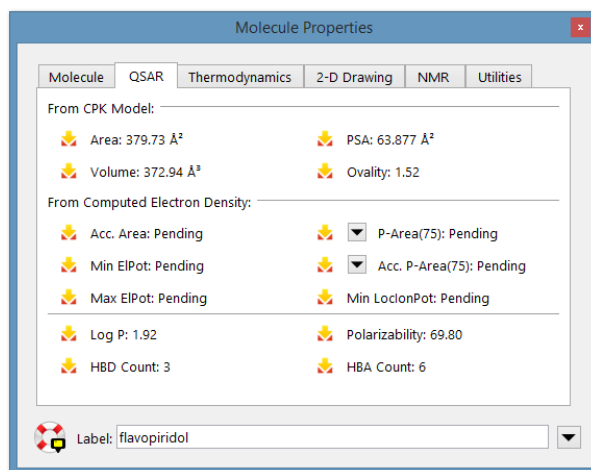 Molecule Properties
x
Molecule QSAR Thermodynamics 2-D Drawing NMR Utilities
From CPK Model:
Area: 379.73 Å² PSA: 63.877 Å²
Volume: 372.94 Å³ Ovality: 1.52
From Computed Electron Density:
Acc. Area: Pending P-Area(75): Pending
Min ElPot: Pending Acc. P-Area(75): Pending
Max ElPot: Pending Min LocIonPot: Pending
Log P: 1.92 Polarizability: 69.80
HBD Count: 3 HBA Count: 6
Label: flavopiridol